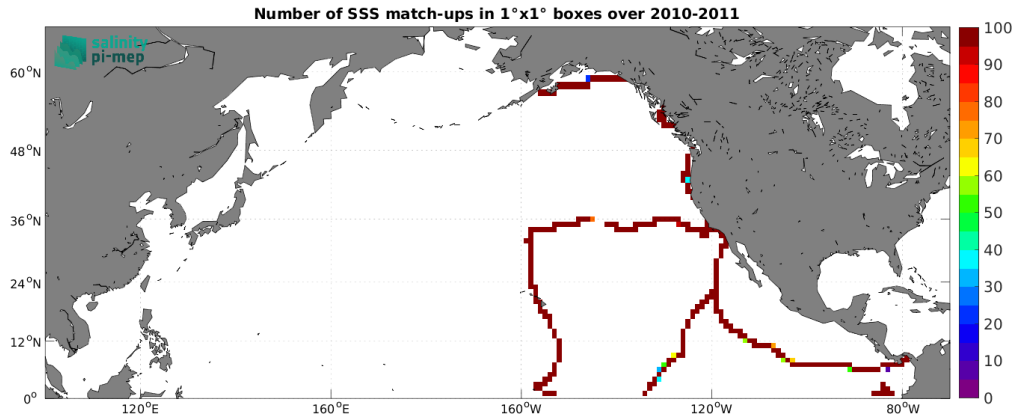 Number of SSS match-ups in 1°x1° boxes over 2010-2011
salinity
pi-mep
60°N
48°N
36°N
24°N
12°N
0°
120°E
160°E
160°W
120°W
80°W
100
90
80
70
60
50
40
30
20
10
0